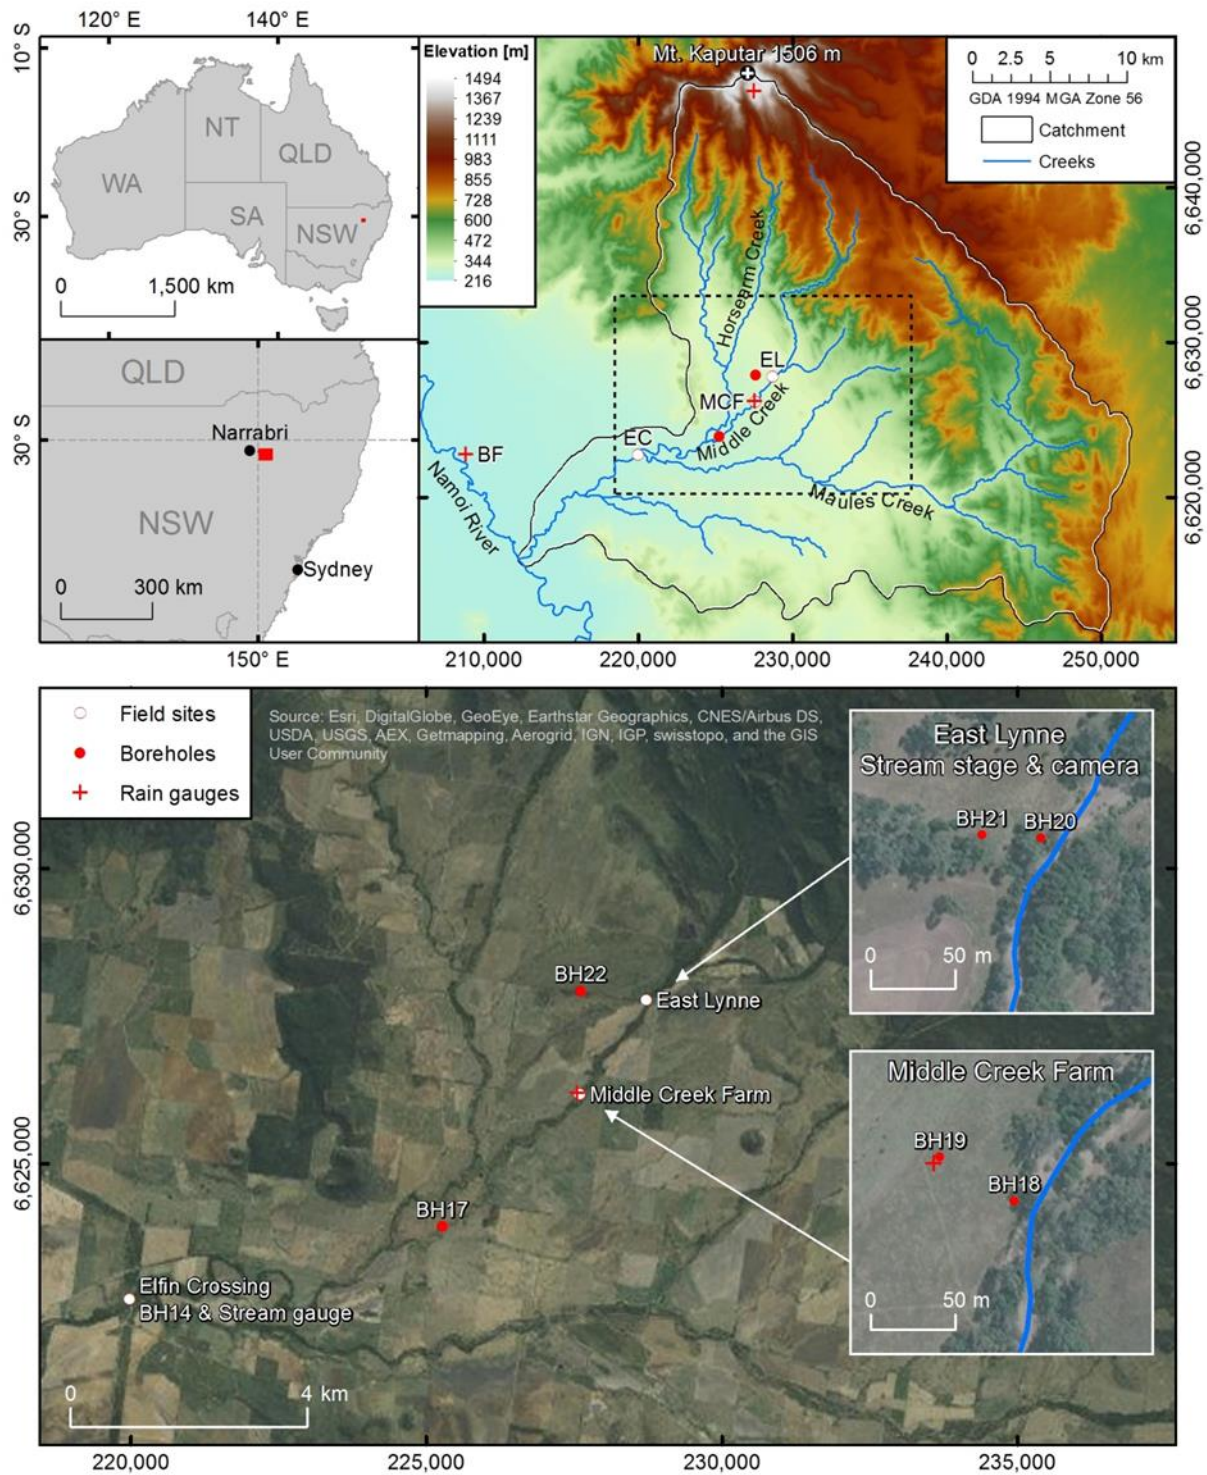 120° E
140° E
10° S
30° S
NT
QLD
WA
SA
NSW
0
1,500 km
QLD
Narrabri
30° S
NSW
0
300 km
Sydney
150° E
Elevation [m]
1494
1367
1239
1111
983
855
728
600
472
344
216
Mt. Kaputar 1506 m
0 2.5 5 10 km
GDA 1994 MGA Zone 56
Catchment
Creeks
6,640,000
6,630,000
6,620,000
Horsearm Creek
EL
MCF
Middle Creek
EC
BF
Namoi River
Maules Creek
210,000
220,000
230,000
240,000
250,000
Field sites
Boreholes
Rain gauges
Source: Esri, DigitalGlobe, GeoEye, Earthstar Geographics, CNES/Airbus DS,
USDA, USGS, AEX, Getmapping, Aerogrid, IGN, IGP, swisstopo, and the GIS
User Community
East Lynne
Stream stage & camera
BH21
BH20
0
50 m
6,630,000
BH22
East Lynne
Middle Creek Farm
Middle Creek Farm
BH19
BH18
0
50 m
6,625,000
BH17
Elfin Crossing
BH14 & Stream gauge
0
4 km
220,000
225,000
230,000
235,000